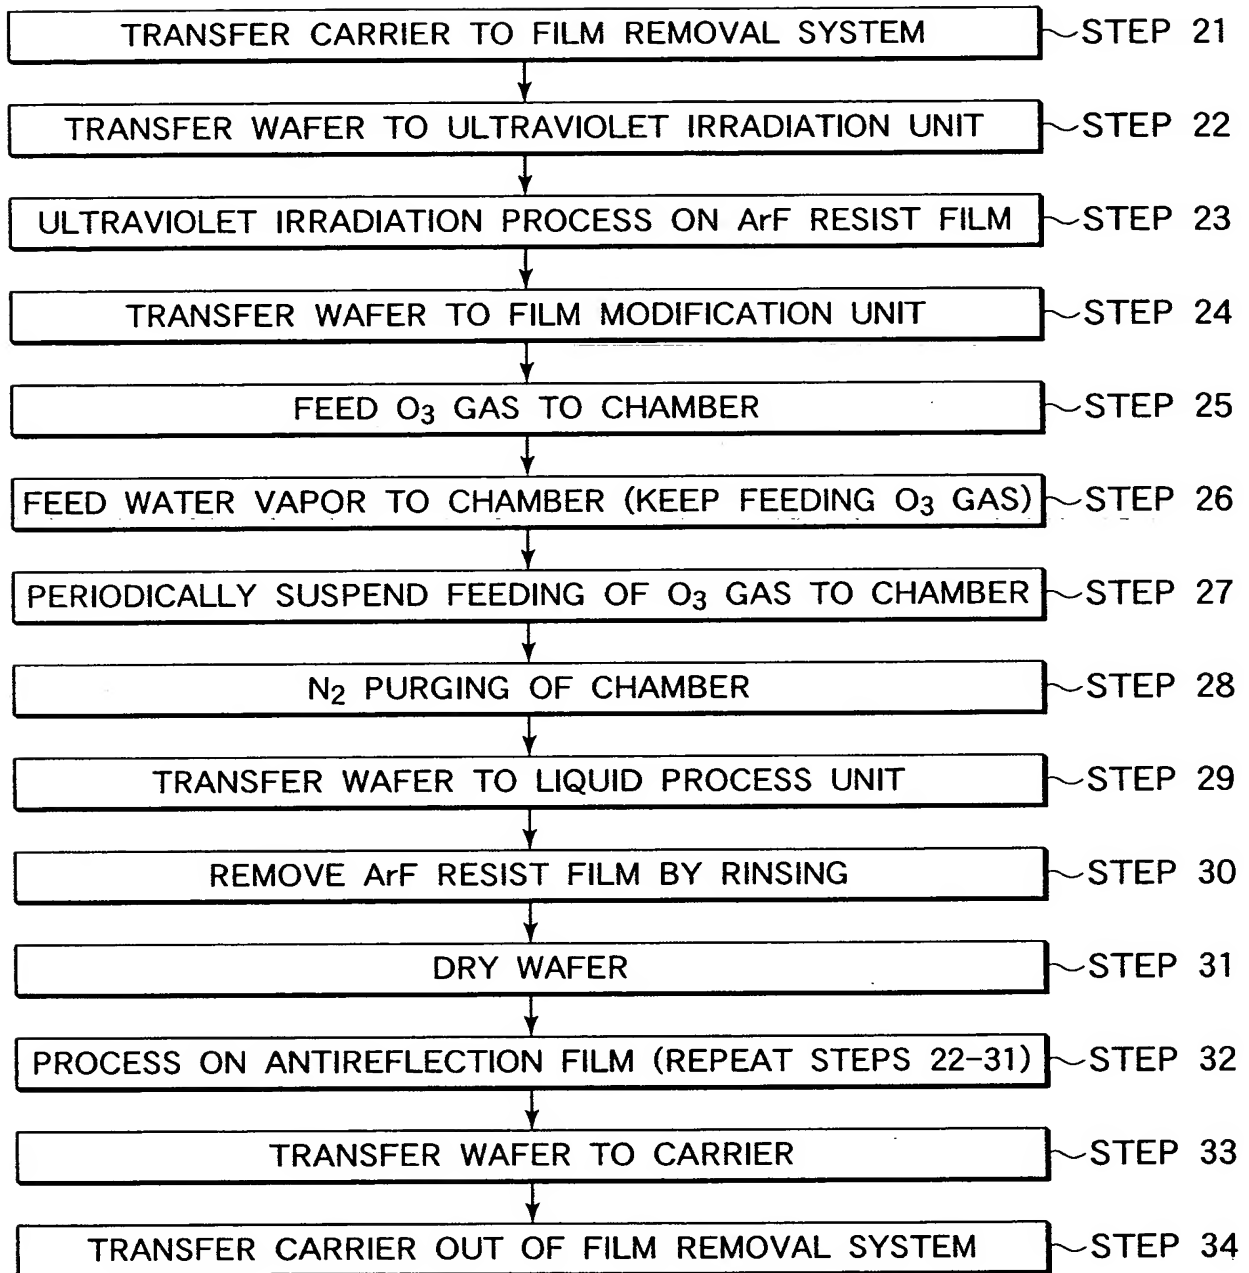 TRANSFER CARRIER TO FILM REMOVAL SYSTEM STEP 21
TRANSFER WAFER TO ULTRAVIOLET IRRADIATION UNIT STEP 22
ULTRAVIOLET IRRADIATION PROCESS ON ArF RESIST FILM STEP 23
TRANSFER WAFER TO FILM MODIFICATION UNIT STEP 24
FEED O3 GAS TO CHAMBER STEP 25
FEED WATER VAPOR TO CHAMBER (KEEP FEEDING O3 GAS) STEP 26
PERIODICALLY SUSPEND FEEDING OF O3 GAS TO CHAMBER STEP 27
N2 PURGING OF CHAMBER STEP 28
TRANSFER WAFER TO LIQUID PROCESS UNIT STEP 29
REMOVE ArF RESIST FILM BY RINSING STEP 30
DRY WAFER STEP 31
PROCESS ON ANTIREFLECTION FILM (REPEAT STEPS 22-31) STEP 32
TRANSFER WAFER TO CARRIER STEP 33
TRANSFER CARRIER OUT OF FILM REMOVAL SYSTEM STEP 34